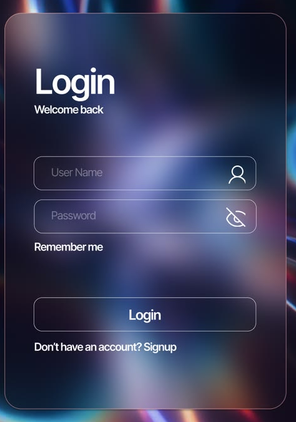 Login
Welcome back
User Name
Password
Remember me
Login
Don't have an account? Signup